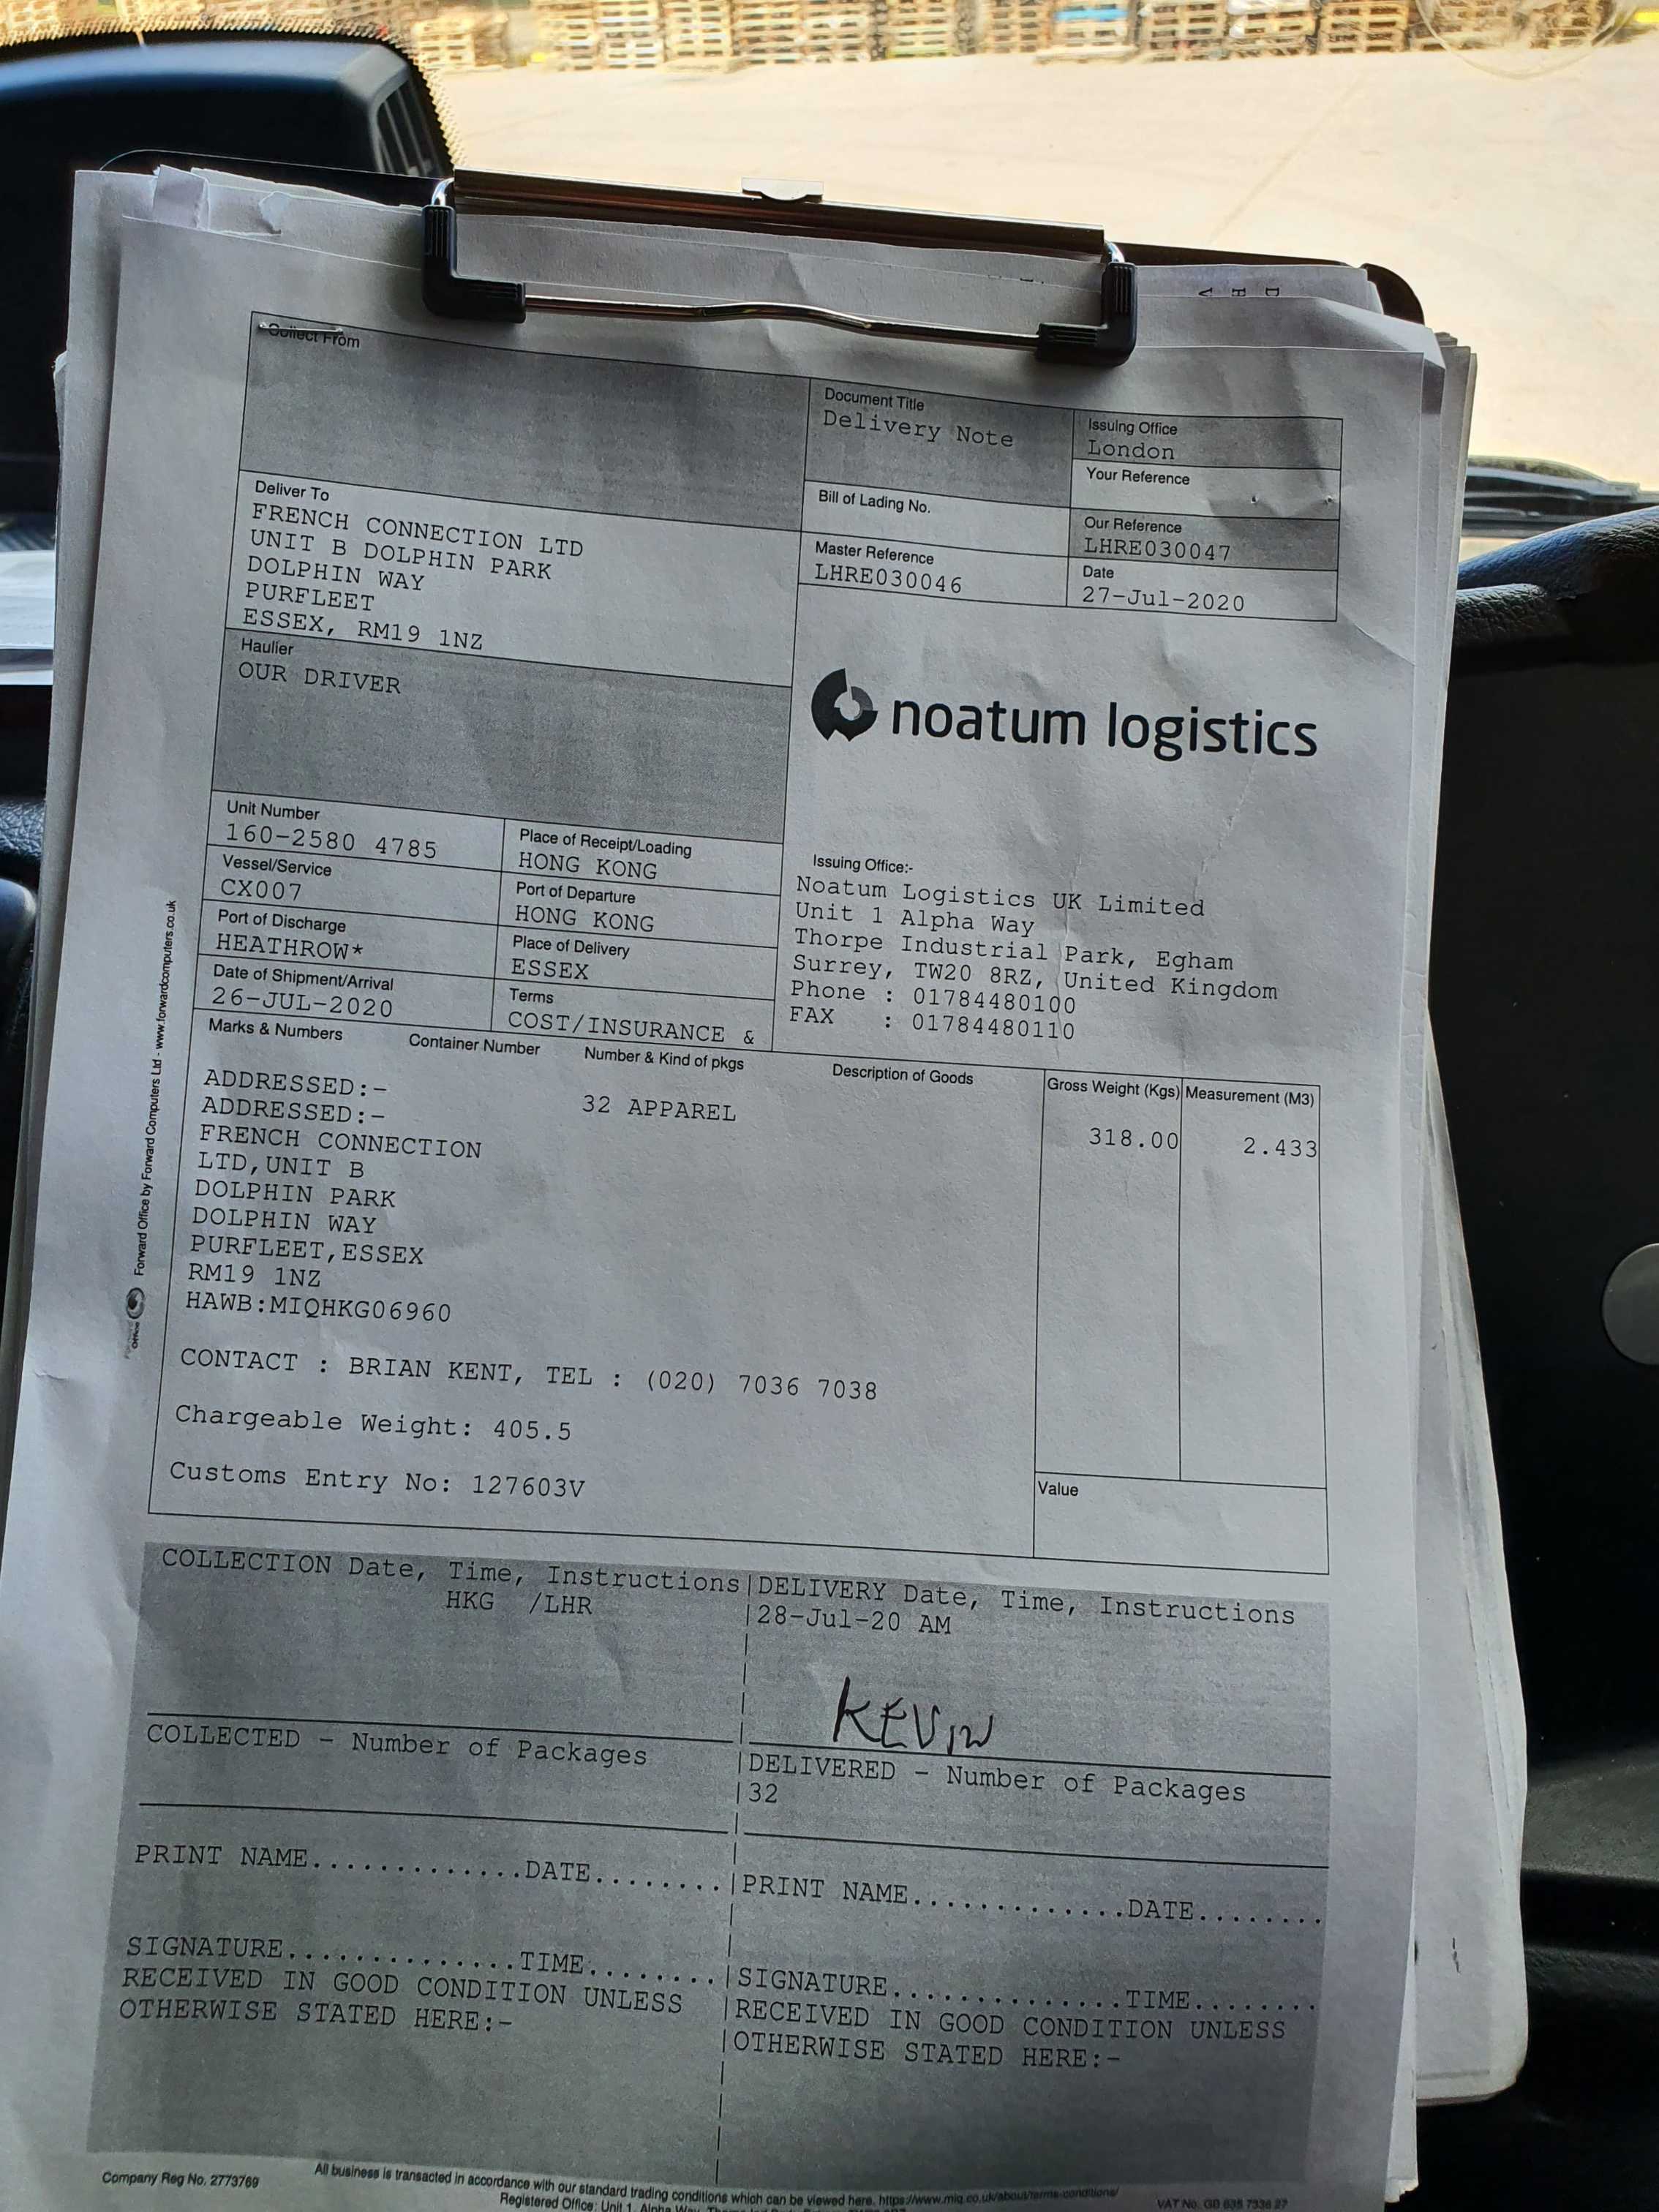 Collect From
Document Title
Delivery Note
Issuing Office
London
Your Reference
Deliver To
FRENCH CONNECTION LTD
UNIT B DOLPHIN PARK
DOLPHIN WAY
PURFLEET
ESSEX, RM19 1NZ
Bill of Lading No.
Our Reference
LHRE030047
Master Reference
LHRE030046
Date
27-Jul-2020
Haulier
OUR DRIVER
noatum logistics
Unit Number
160-2580 4785
Place of Receipt/Loading
HONG KONG
Vessel/Service
CX007
Port of Departure
HONG KONG
Port of Discharge
HEATHROW*
Place of Delivery
ESSEX
Date of Shipment/Arrival
26-JUL-2020
Terms
COST/INSURANCE &
Issuing Office:-
Noatum Logistics UK Limited
Unit 1 Alpha Way
Thorpe Industrial Park, Egham
Surrey, TW20 8RZ, United Kingdom
Phone : 01784480100
FAX : 01784480110
Marks & Numbers Container Number Number & Kind of pkgs Description of Goods Gross Weight (Kgs) Measurement (M3)
ADDRESSED:-
ADDRESSED:- 32 APPAREL 318.00 2.433
FRENCH CONNECTION
LTD,UNIT B
DOLPHIN PARK
DOLPHIN WAY
PURFLEET,ESSEX
RM19 1NZ
HAWB:MIQHKG06960
CONTACT : BRIAN KENT, TEL : (020) 7036 7038
Chargeable Weight: 405.5
Customs Entry No: 127603V
Value
Forward Office by Forward Computers Ltd - www.forwardcomputers.co.uk
COLLECTION Date, Time, Instructions
HKG /LHR
DELIVERY Date, Time, Instructions
28-Jul-20 AM
KEVIN
COLLECTED - Number of Packages
DELIVERED - Number of Packages
32
PRINT NAME.............DATE........
PRINT NAME.............DATE........
SIGNATURE..............TIME........
RECEIVED IN GOOD CONDITION UNLESS
OTHERWISE STATED HERE:-
SIGNATURE..............TIME........
RECEIVED IN GOOD CONDITION UNLESS
OTHERWISE STATED HERE:-
Company Reg No. 2773769
All business is transacted in accordance with our standard trading conditions which can be viewed here. https://www.miq.co.uk/about/terms-conditions/
Registered Office: Unit 1, Alpha Way,
VAT No. GB 635 7336 27